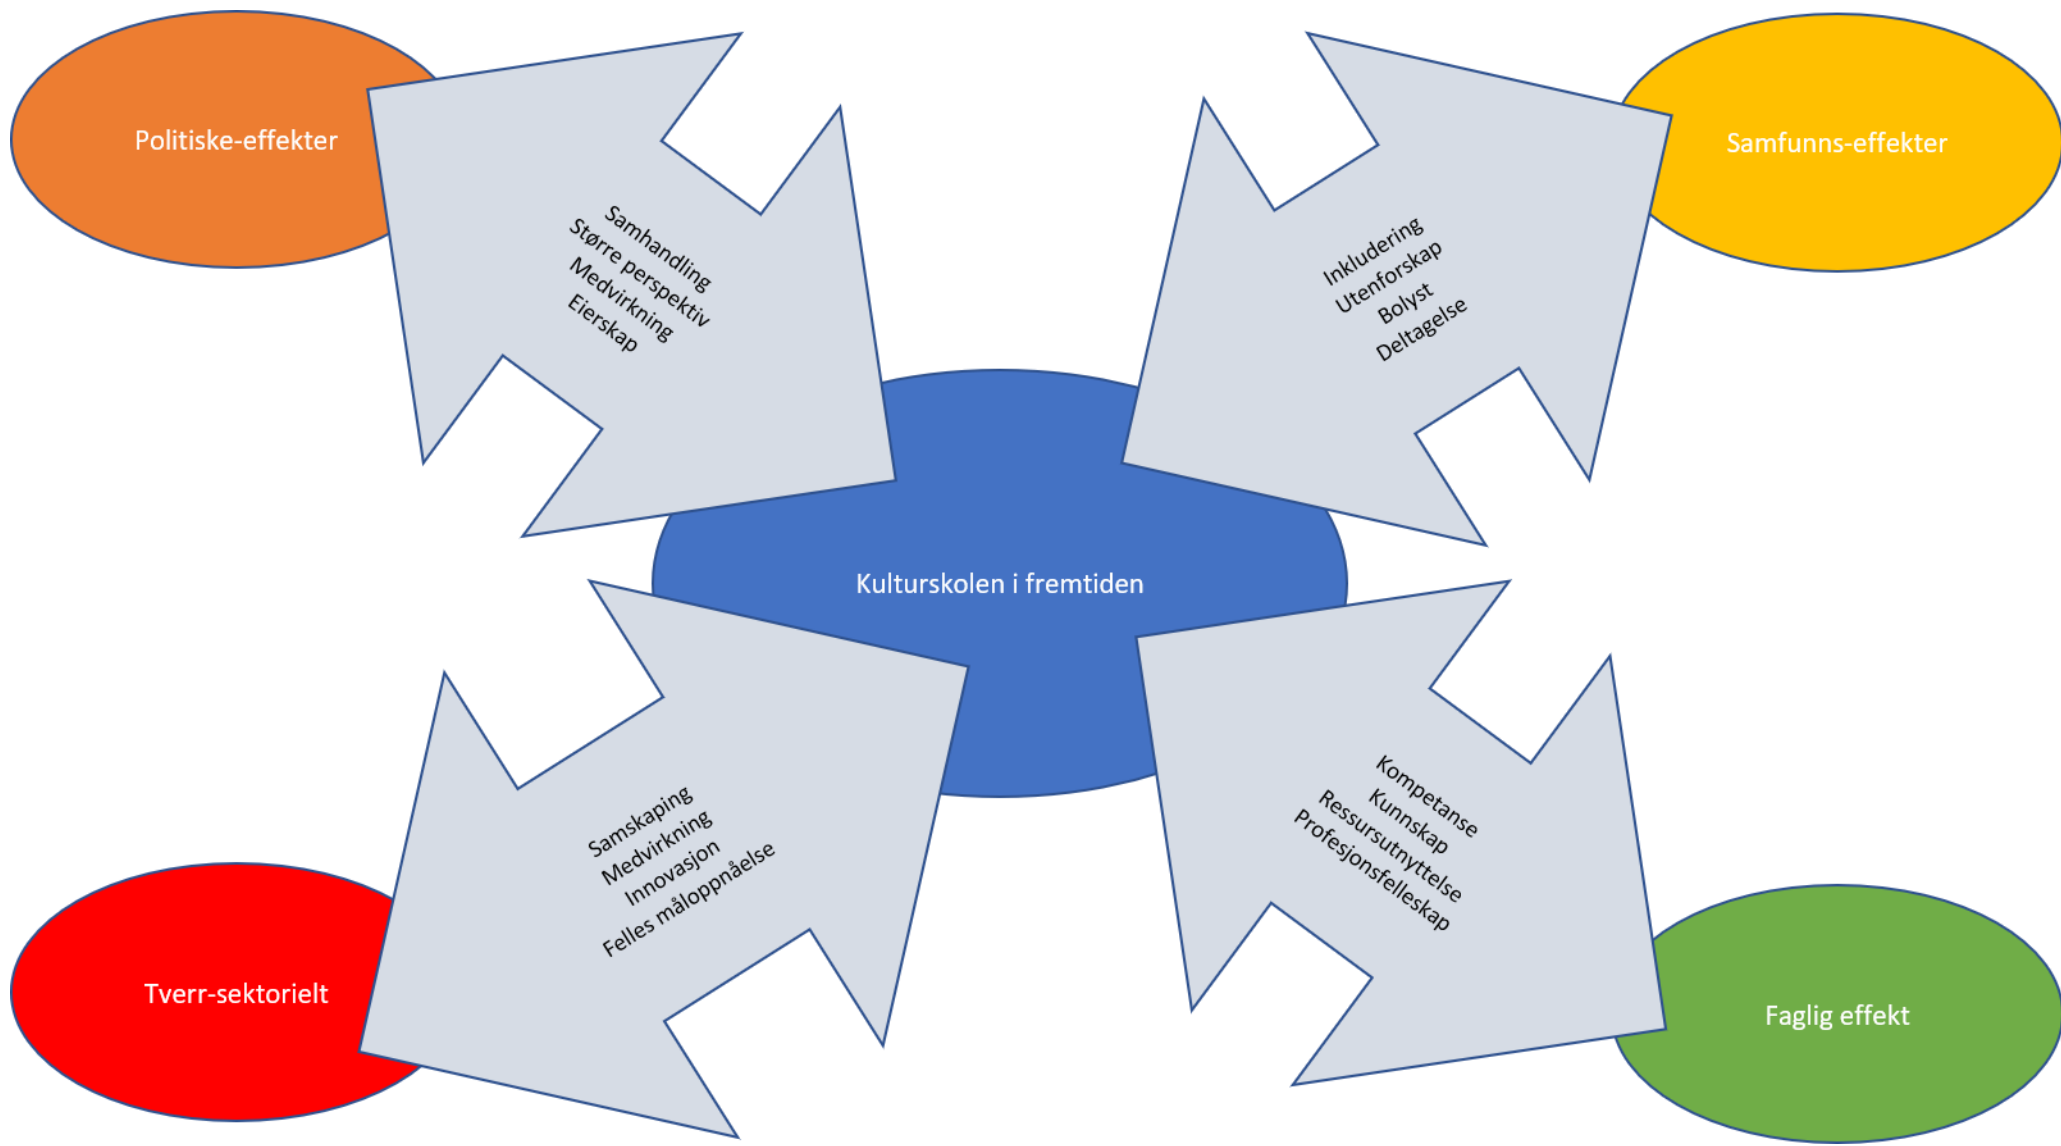 Politiske-effekter
Samhandling
Større perspektiv
Medvirkning
Eierskap
Samfunns-effekter
Inkludering
Utenforskap
Bolyst
Deltagelse
Kulturskolen i fremtiden
Tverr-sektorielt
Samskaping
Medvirkning
Innovasjon
Felles måloppnåelse
Kompetanse
Kunnskap
Ressursutnyttelse
Profesjonsfelleskap
Faglig effekt